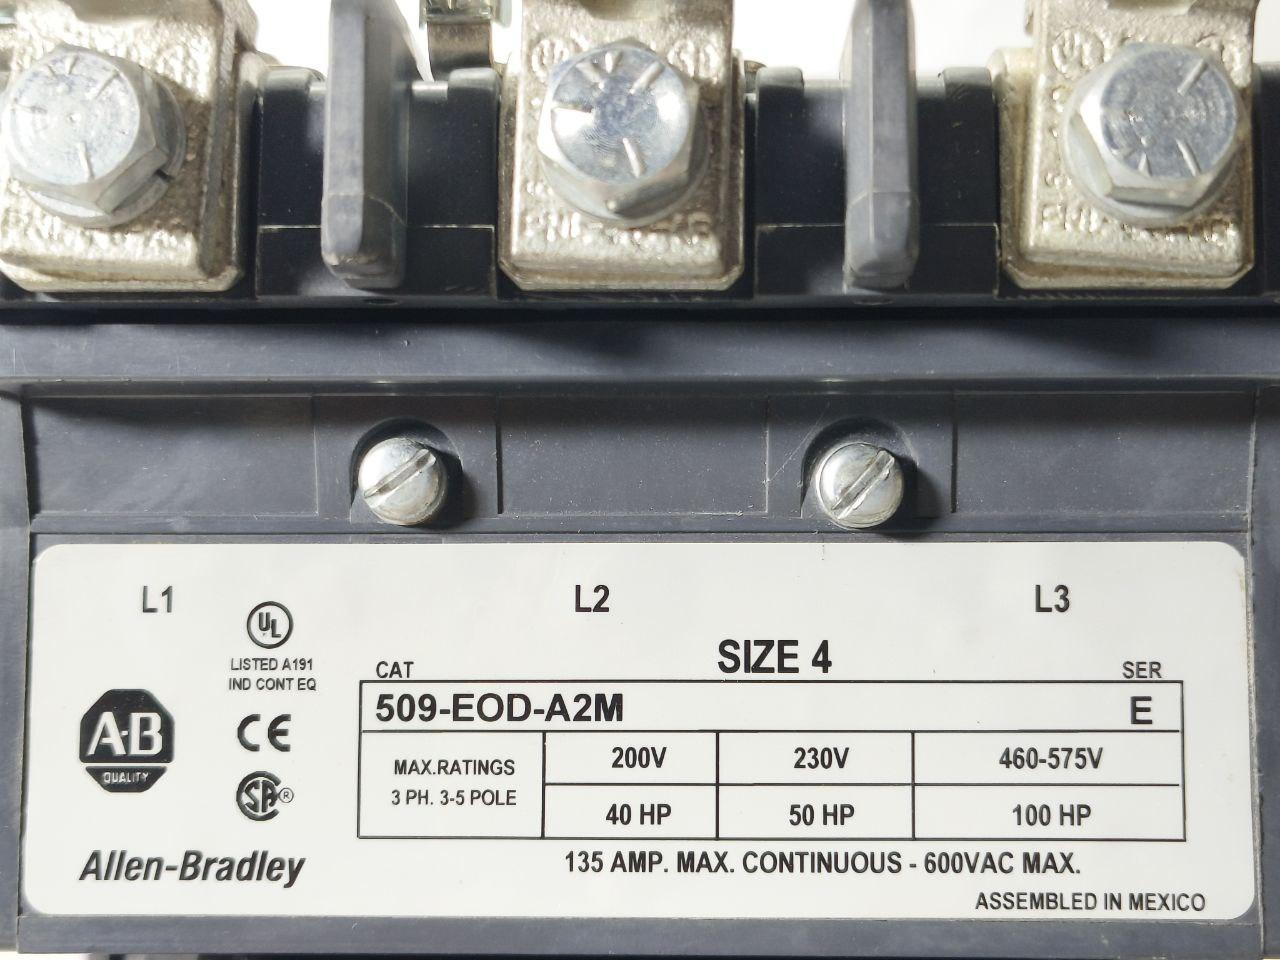 L1 L2 L3
UL
LISTED A191
IND CONT EQ
CAT SIZE 4 SER
509-EOD-A2M E
MAX.RATINGS
3 PH. 3-5 POLE
200V 230V 460-575V
40 HP 50 HP 100 HP
A-B
QUALITY
CE
SA®
Allen-Bradley
135 AMP. MAX. CONTINUOUS - 600VAC MAX.
ASSEMBLED IN MEXICO